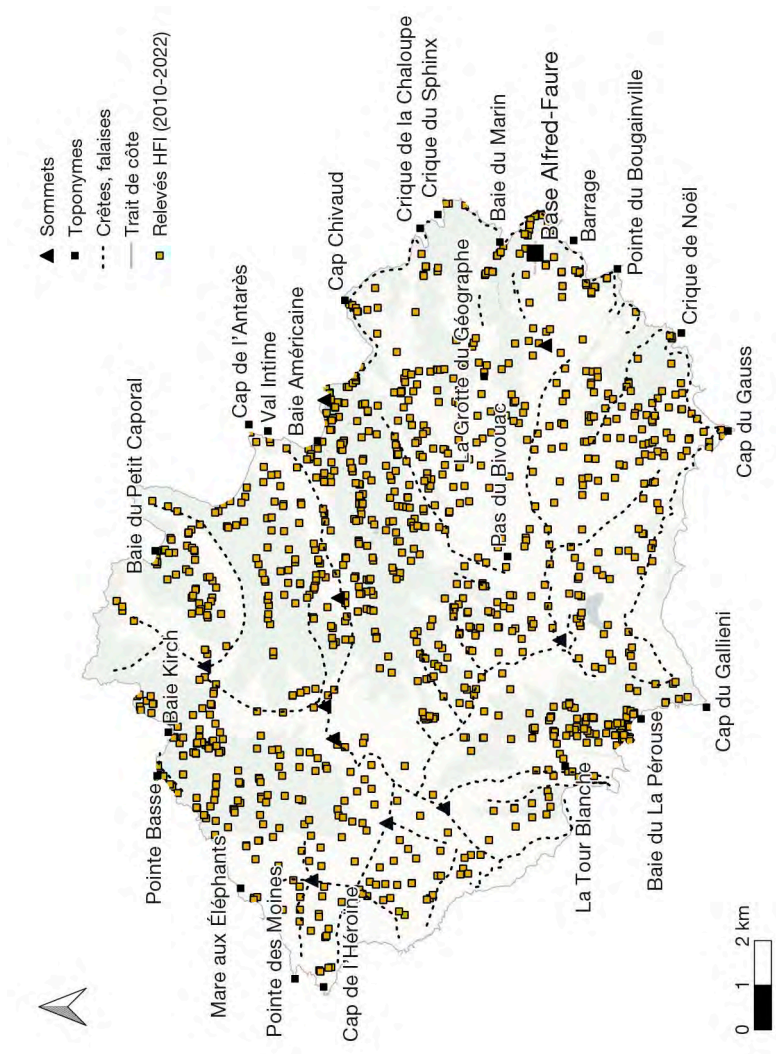 Sommets
Toponymes
Crêtes, falaises
Trait de côte
Relevés HFI (2010-2022)
Crique de la Chaloupe
Crique du Sphinx
Cap Chivaud
Baie du Marin
Base Alfred-Faure
Barrage
Pointe du Bougainville
Crique de Noël
Cap de l'Antarès
Val Intime
Baie Américaine
La Grotte du Géographe
Baie du Petit Caporal
Pas du Bivouac
Cap du Gauss
Baie Kirch
Cap du Gallieni
Pointe Basse
La Tour Blanche
Baie du La Pérouse
Mare aux Éléphants
Pointe des Moines
Cap de l'Héroïne
0 1 2 km